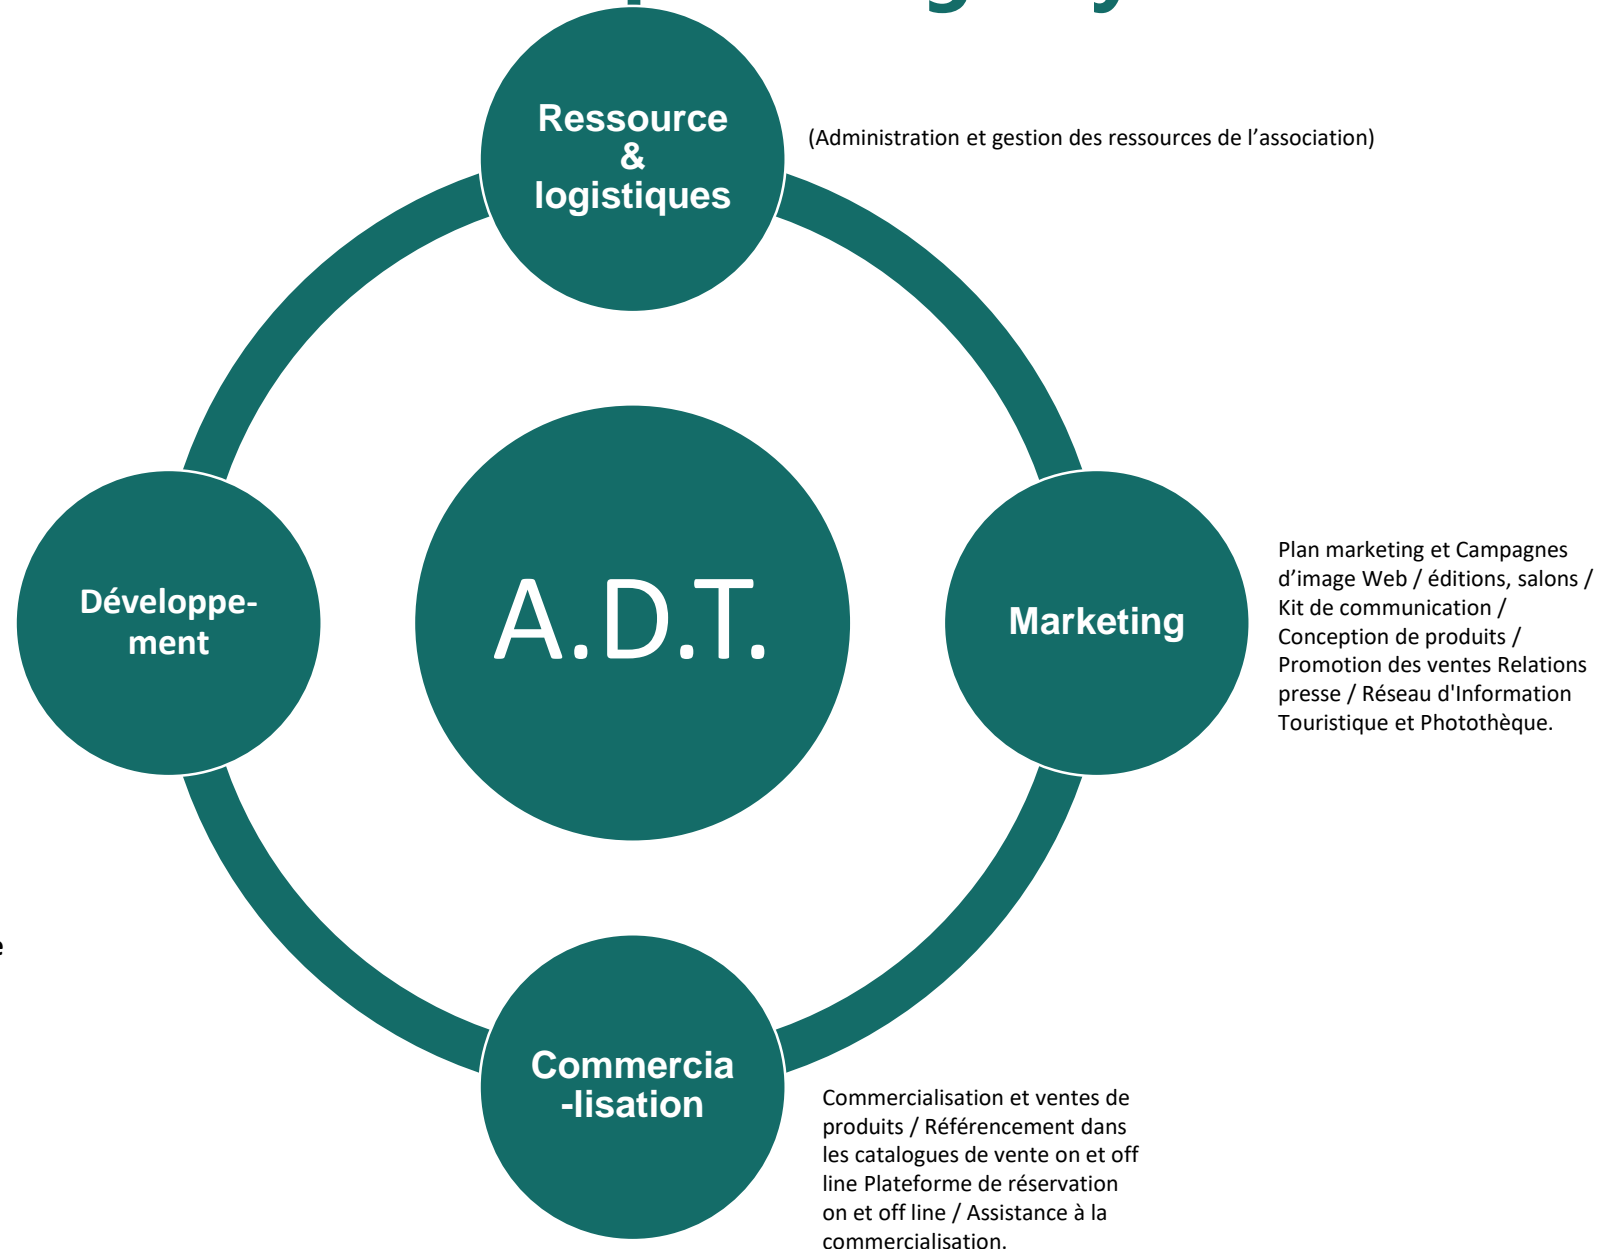 Ressource
&
logistiques
(Administration et gestion des ressources de l’association)
Développe-
ment
A.D.T.
Marketing
Plan marketing et Campagnes
d’image Web / éditions, salons /
Kit de communication /
Conception de produits /
Promotion des ventes Relations
presse / Réseau d'Information
Touristique et Photothèque.
Commercia
-lisation
Commercialisation et ventes de
produits / Référencement dans
les catalogues de vente on et off
line Plateforme de réservation
on et off line / Assistance à la
commercialisation.